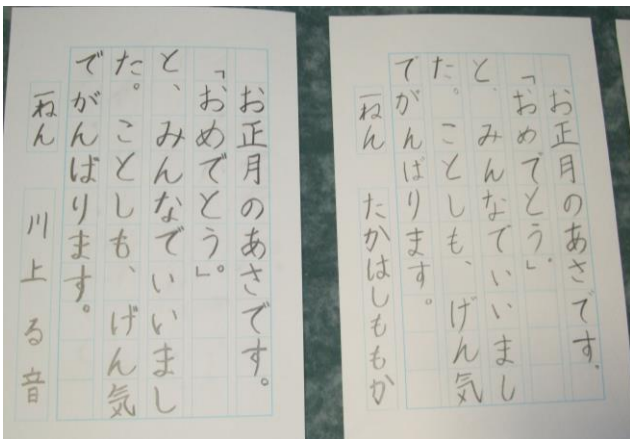 お正月のあさです。
「おめでとう」。
と、みんなでいいまし
た。ことしも、げん気
でがんばります。
一ねん たかはしももか
お正月のあさです。
「おめでとう」。
と、みんなでいいまし
た。ことしも、げん気
でがんばります。
一ねん 川上る音